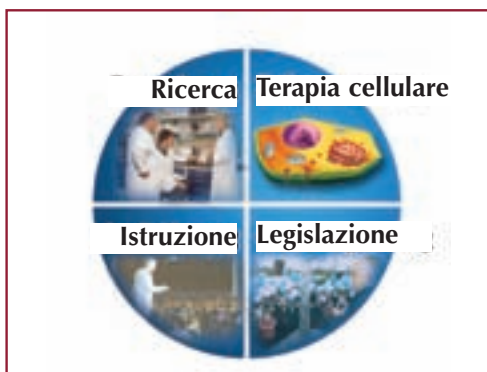 Ricerca
Terapia cellulare
Istruzione
Legislazione